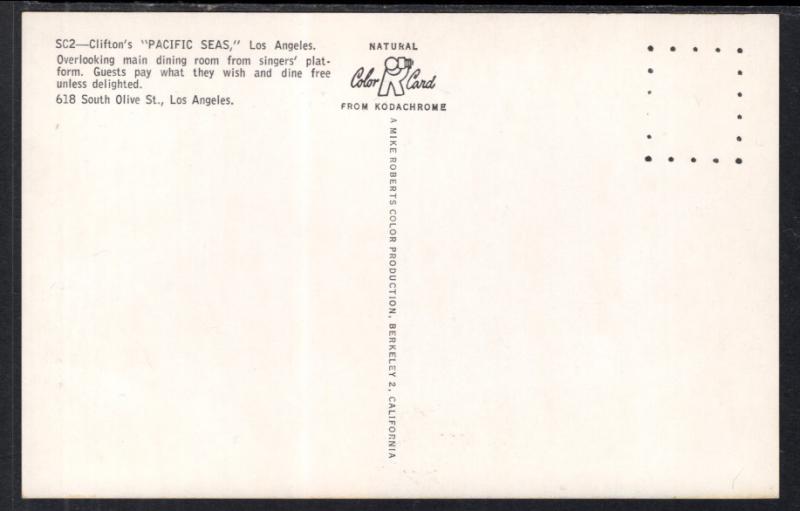 SC2—Clifton's "PACIFIC SEAS," Los Angeles.
Overlooking main dining room from singers' plat-
form. Guests pay what they wish and dine free
unless delighted.
618 South Olive St., Los Angeles.
NATURAL
Color Card
FROM KODACHROME
A MIKE ROBERTS COLOR PRODUCTION, BERKELEY 2, CALIFORNIA